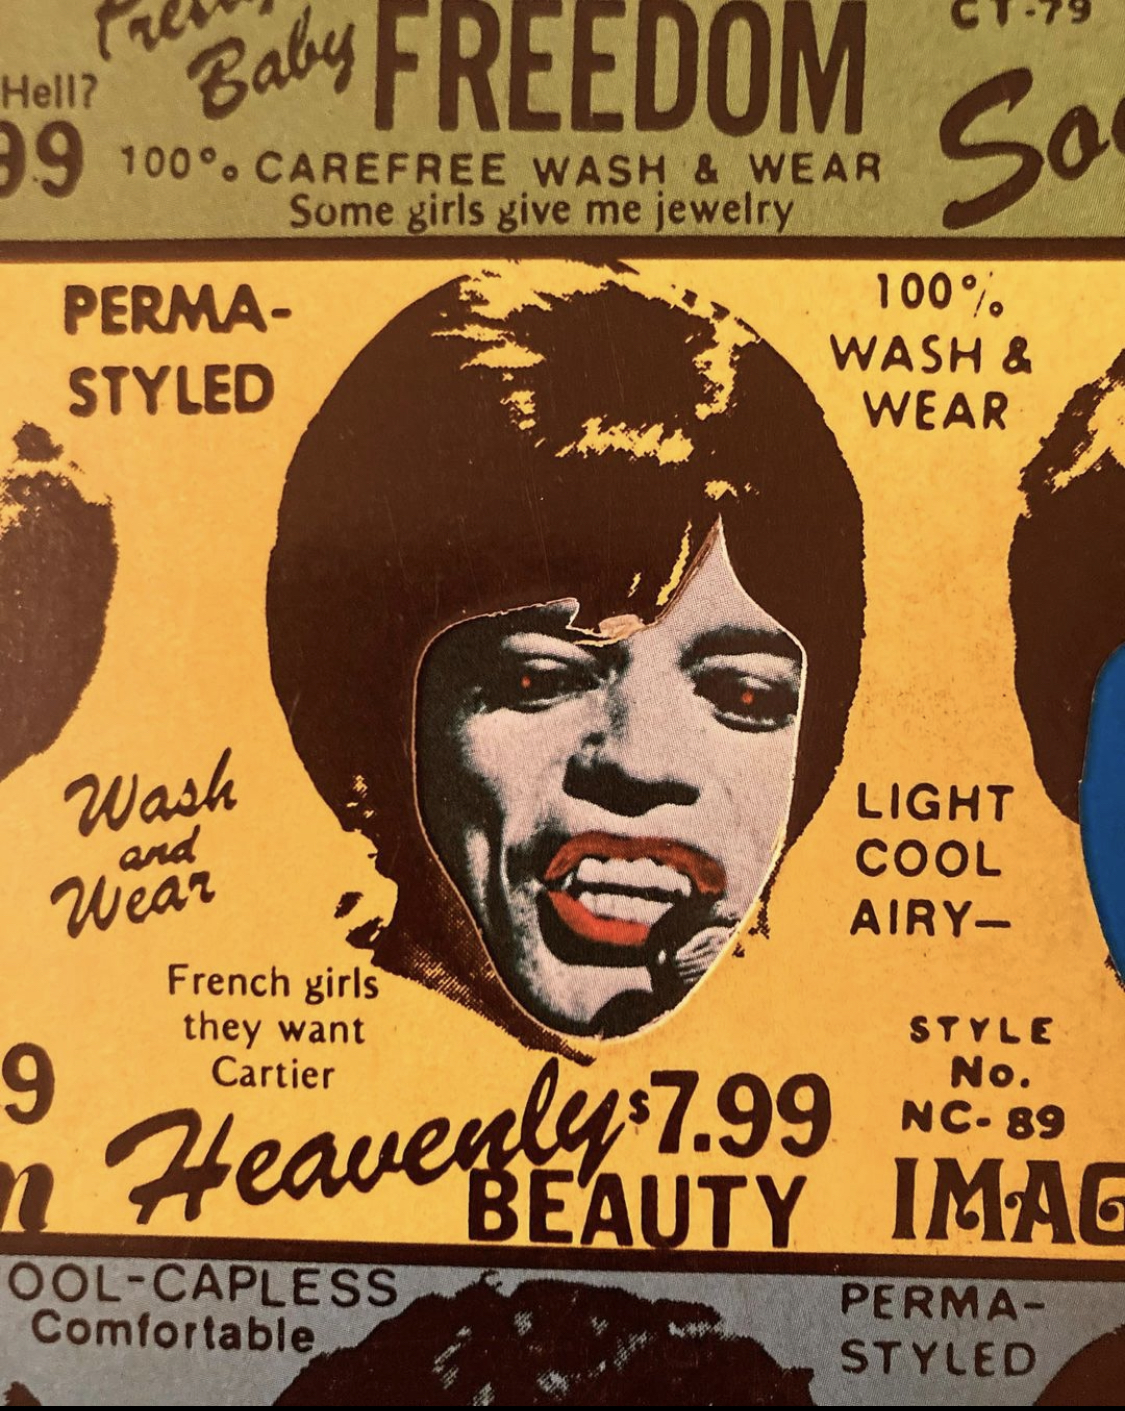 Baby
FREEDOM
CT-79
Hell?
99
100% CAREFREE WASH & WEAR
Some girls give me jewelry
PERMA-
STYLED
100%
WASH &
WEAR
Wash
and
Wear
LIGHT
COOL
AIRY—
French girls
they want
Cartier
STYLE
No.
NC-89
9
Heavenly $7.99
BEAUTY
OOL-CAPLESS
Comfortable
PERMA-
STYLED